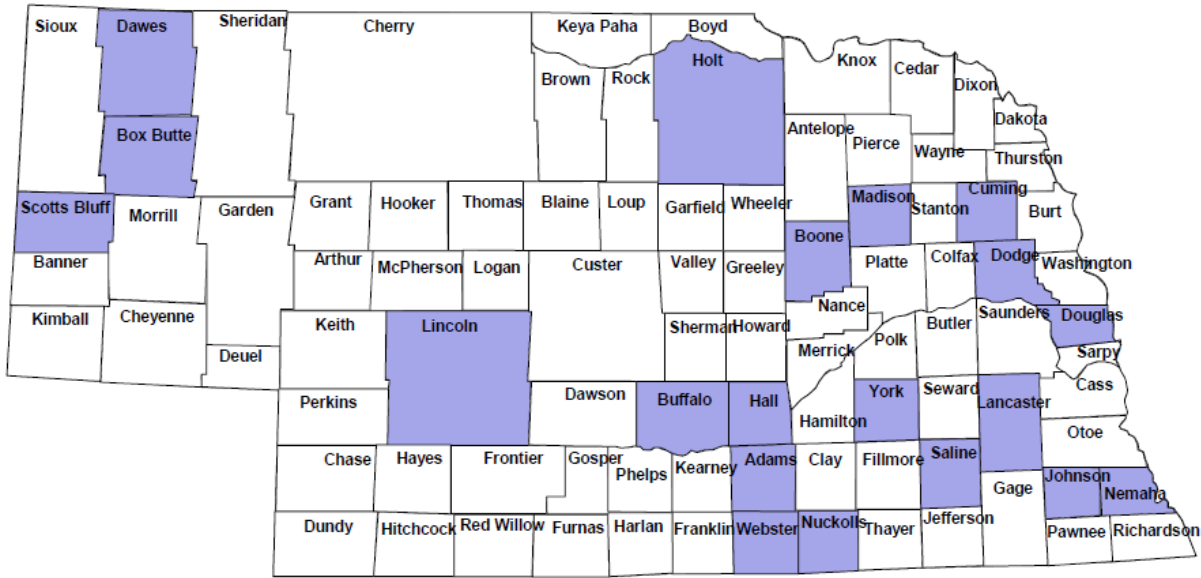 Sioux
Dawes
Sheridan
Cherry
Keya Paha
Boyd
Holt
Knox
Cedar
Dixon
Brown
Rock
Dakota
Box Butte
Antelope
Pierce
Wayne
Thurston
Scotts Bluff
Morrill
Garden
Grant
Hooker
Thomas
Blaine
Loup
Garfield
Wheeler
Madison
Stanton
Cuming
Burt
Boone
Banner
Arthur
McPherson
Logan
Custer
Valley
Greeley
Platte
Colfax
Dodge
Washington
Kimball
Cheyenne
Keith
Lincoln
Sherman
Howard
Nance
Merrick
Polk
Butler
Saunders
Douglas
Sarpy
Deuel
Perkins
Dawson
Buffalo
Hall
Hamilton
York
Seward
Lancaster
Cass
Otoe
Chase
Hayes
Frontier
Gosper
Phelps
Kearney
Adams
Clay
Fillmore
Saline
Gage
Johnson
Nemaha
Dundy
Hitchcock
Red Willow
Furnas
Harlan
Franklin
Webster
Nuckolls
Thayer
Jefferson
Pawnee
Richardson